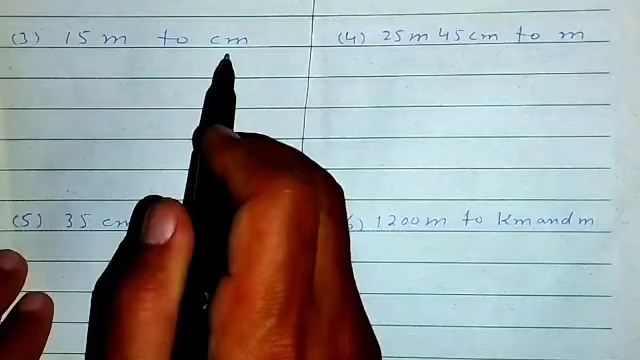 (3) 15 m to cm
(4) 25 m 45 cm to m
(5) 35 cm
1200 m to Km and m